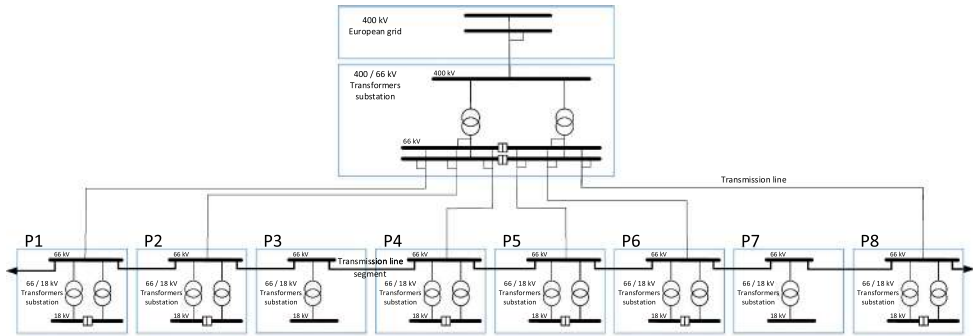 400 kV
European grid
400 / 66 kV
Transformers
substation
400 kV
66 kV
Transmission line
P1
P2
P3
P4
P5
P6
P7
P8
66 kV
66 kV
66 kV
66 kV
66 kV
66 kV
66 kV
66 kV
Transmission line
segment
66 / 18 kV
Transformers
substation
66 / 18 kV
Transformers
substation
66 / 18 kV
Transformers
substation
66 / 18 kV
Transformers
substation
66 / 18 kV
Transformers
substation
66 / 18 kV
Transformers
substation
66 / 18 kV
Transformers
substation
66 / 18 kV
Transformers
substation
18 kV
18 kV
18 kV
18 kV
18 kV
18 kV
18 kV
18 kV